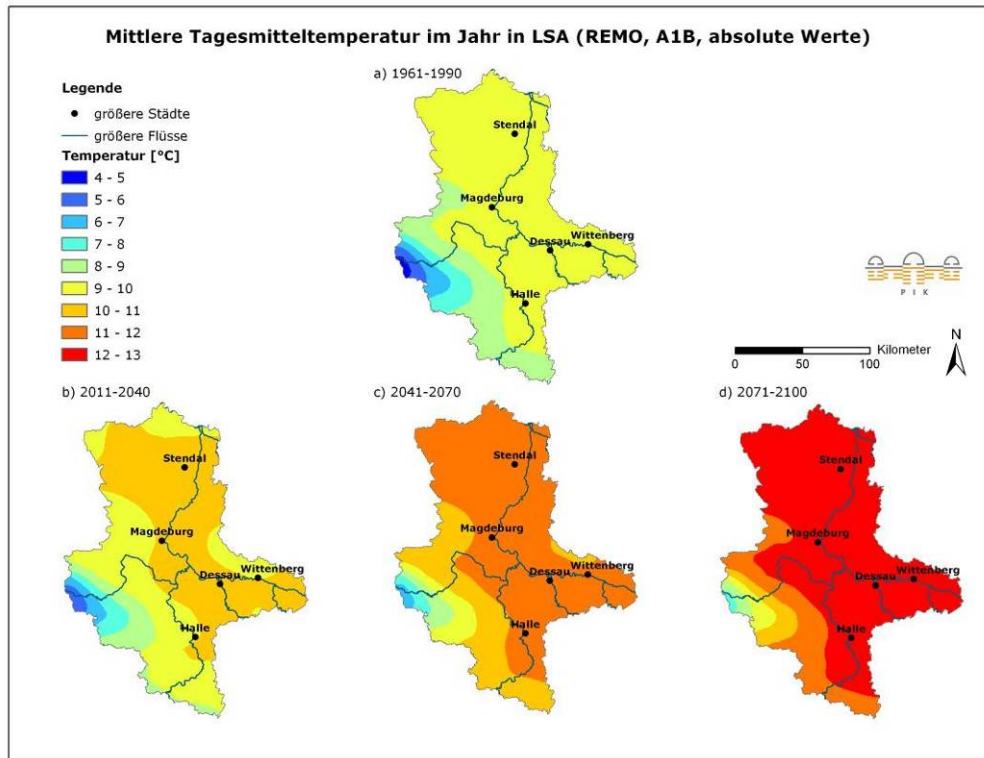 Mittlere Tagesmitteltemperatur im Jahr in LSA (REMO, A1B, absolute Werte)
a) 1961-1990
Legende
größere Städte
größere Flüsse
Temperatur [°C]
4 - 5
5 - 6
6 - 7
7 - 8
8 - 9
9 - 10
10 - 11
11 - 12
12 - 13
Stendal
Magdeburg
Dessau
Wittenberg
Halle
P I K
N
0 50 100 Kilometer
b) 2011-2040
Stendal
Magdeburg
Dessau
Wittenberg
Halle
c) 2041-2070
Stendal
Magdeburg
Dessau
Wittenberg
Halle
d) 2071-2100
Stendal
Magdeburg
Dessau
Wittenberg
Halle